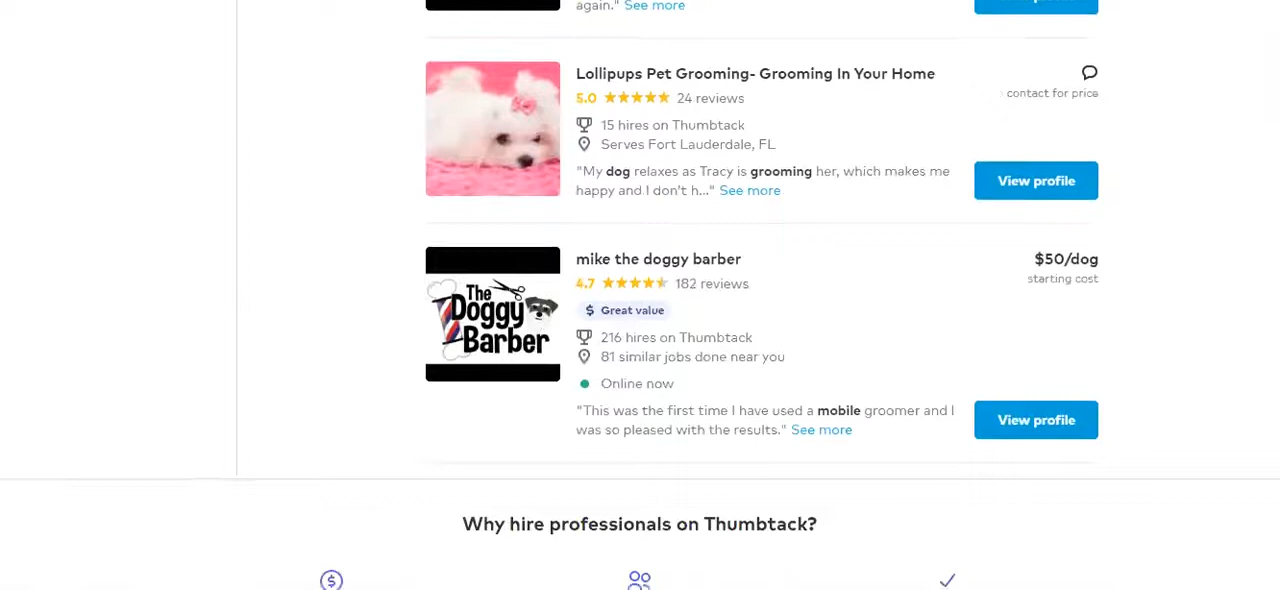 again." See more
Lollipups Pet Grooming- Grooming In Your Home
5.0 24 reviews
contact for price
15 hires on Thumbtack
Serves Fort Lauderdale, FL
"My dog relaxes as Tracy is grooming her, which makes me
happy and I don't h..." See more
View profile
mike the doggy barber
$50/dog
4.7 182 reviews
starting cost
Great value
216 hires on Thumbtack
81 similar jobs done near you
Online now
"This was the first time I have used a mobile groomer and I
was so pleased with the results." See more
View profile
The
Doggy
Barber
Why hire professionals on Thumbtack?